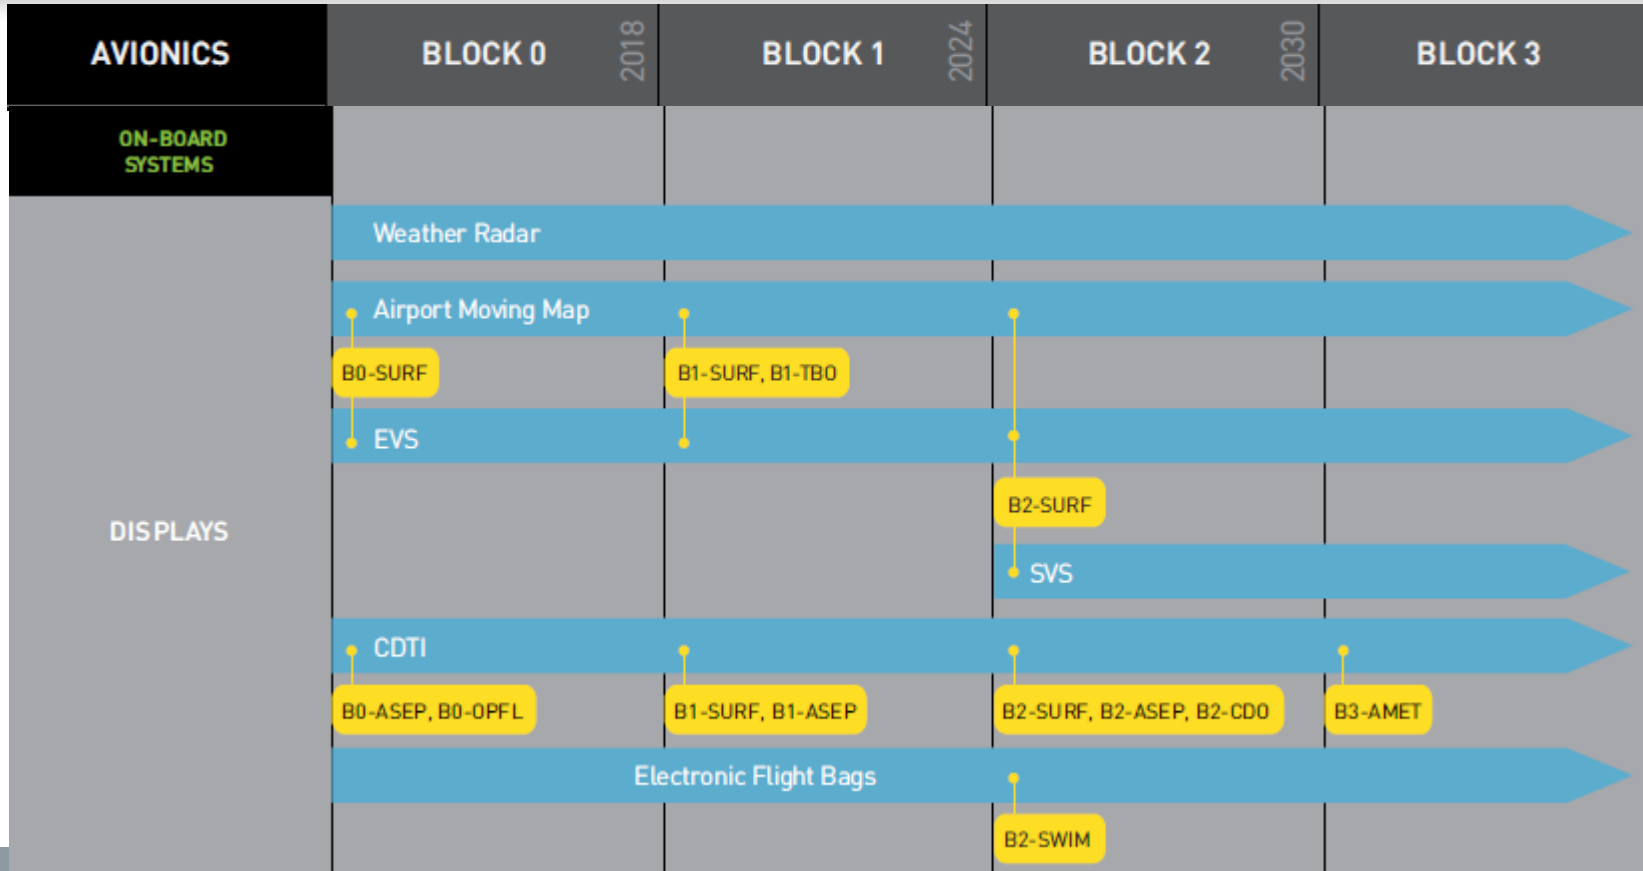 AVIONICS
BLOCK 0
2018
BLOCK 1
2024
BLOCK 2
2030
BLOCK 3
ON-BOARD
SYSTEMS
Weather Radar
Airport Moving Map
B0-SURF
B1-SURF, B1-TBO
EVS
B2-SURF
DISPLAYS
SVS
CDTI
B0-ASEP, B0-OPFL
B1-SURF, B1-ASEP
B2-SURF, B2-ASEP, B2-CDO
B3-AMET
Electronic Flight Bags
B2-SWIM